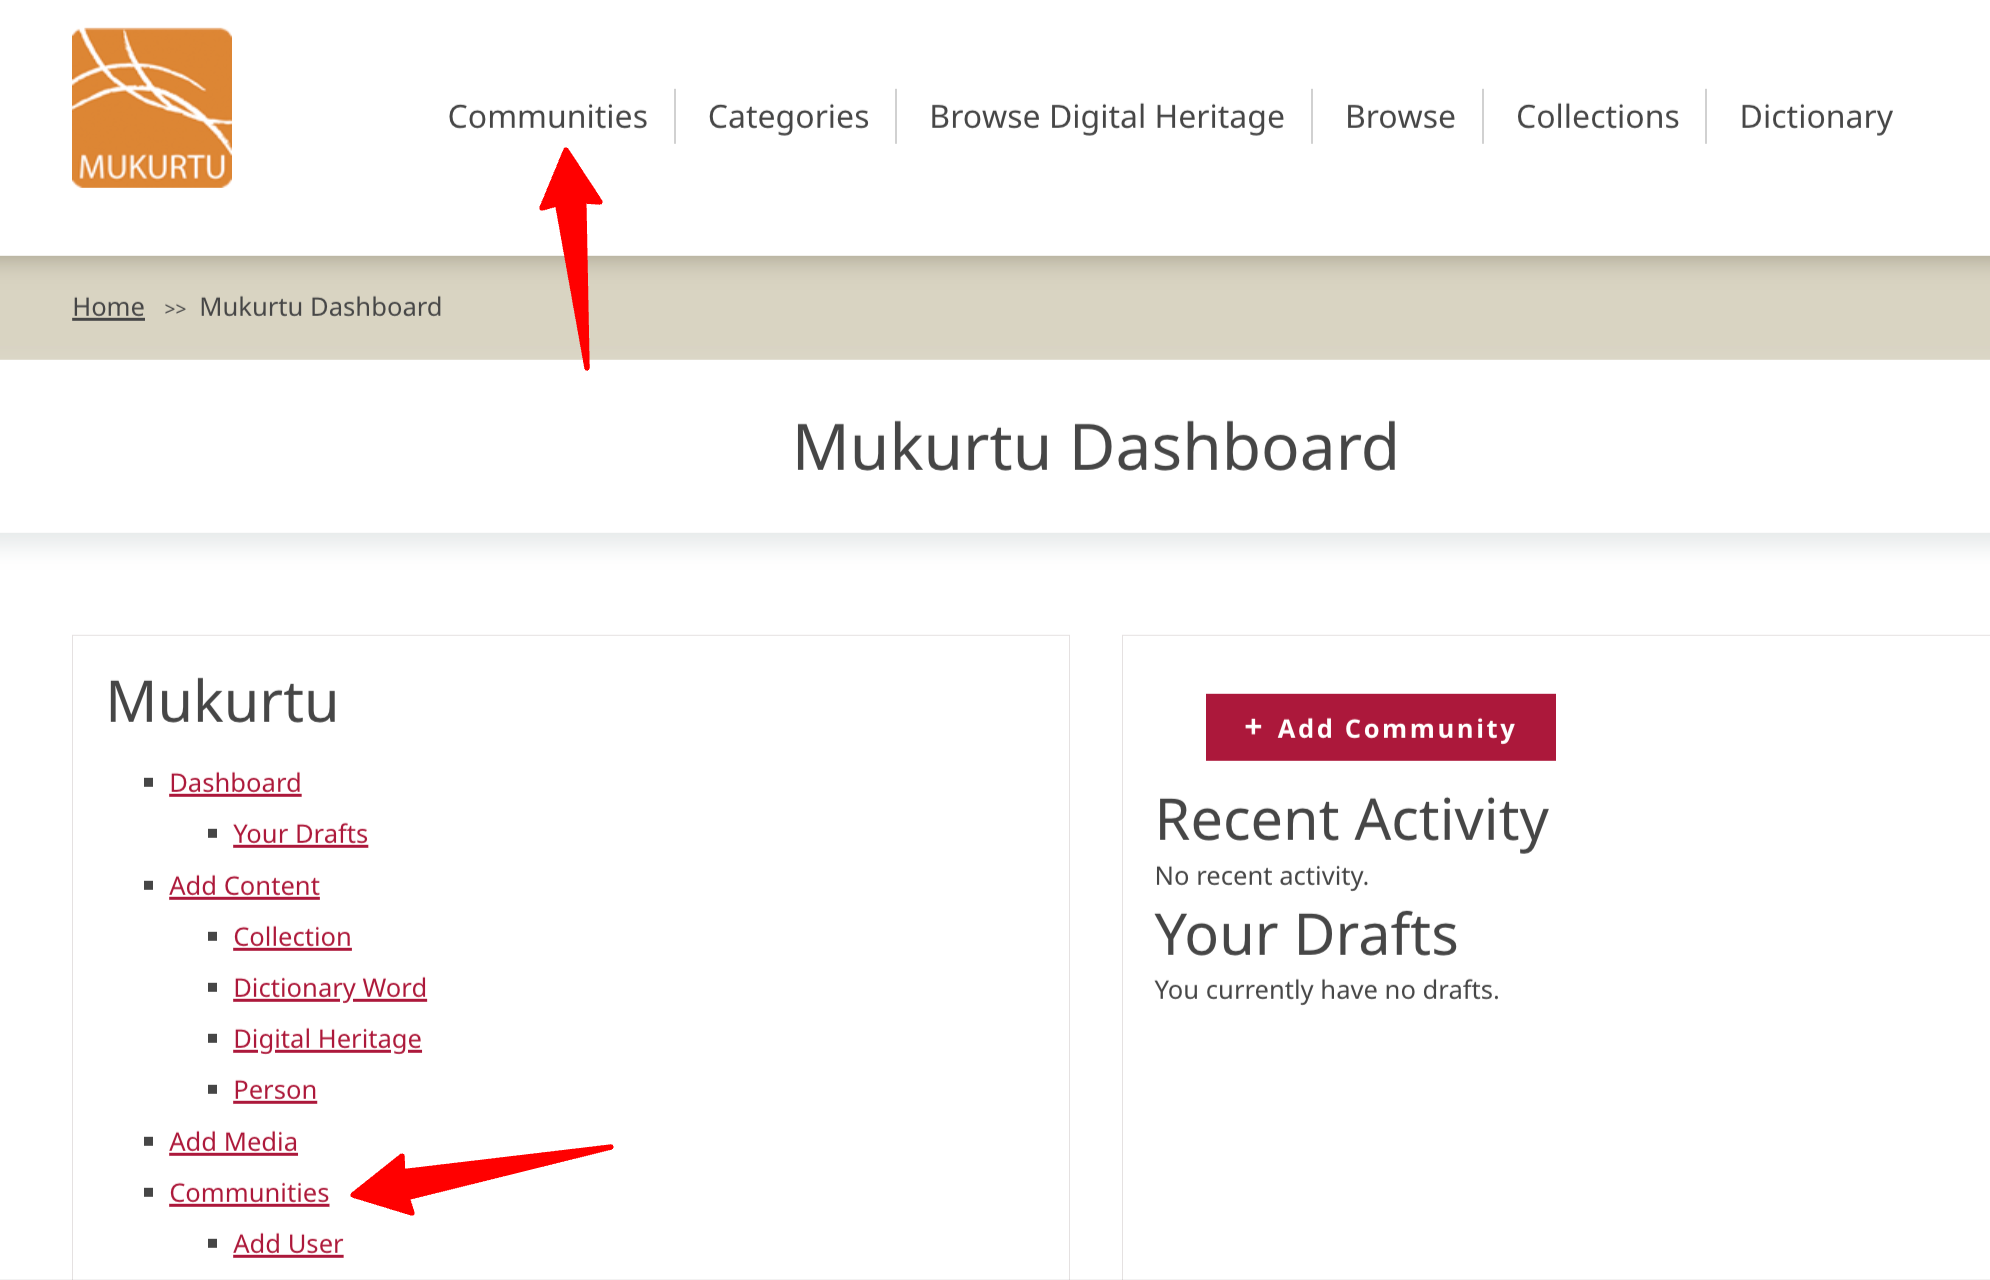 MUKURTU
Communities
Categories
Browse Digital Heritage
Browse
Collections
Dictionary
Home >> Mukurtu Dashboard
Mukurtu Dashboard
Mukurtu
Dashboard
Your Drafts
Add Content
Collection
Dictionary Word
Digital Heritage
Person
Add Media
Communities
Add User
+ Add Community
Recent Activity
No recent activity.
Your Drafts
You currently have no drafts.